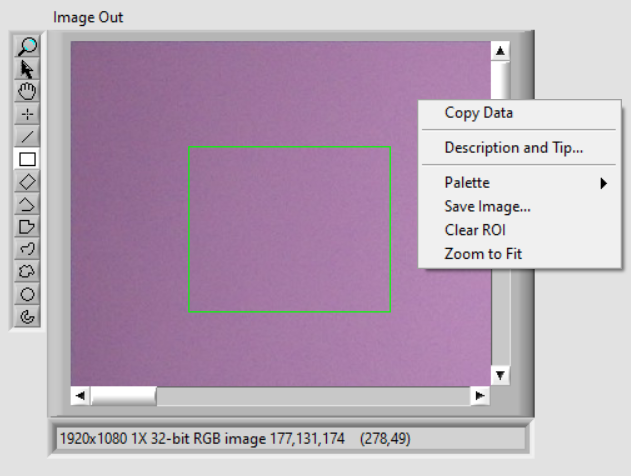 Image Out
Copy Data
Description and Tip...
Palette
Save Image...
Clear ROI
Zoom to Fit
1920x1080 1X 32-bit RGB image 177,131,174 (278,49)